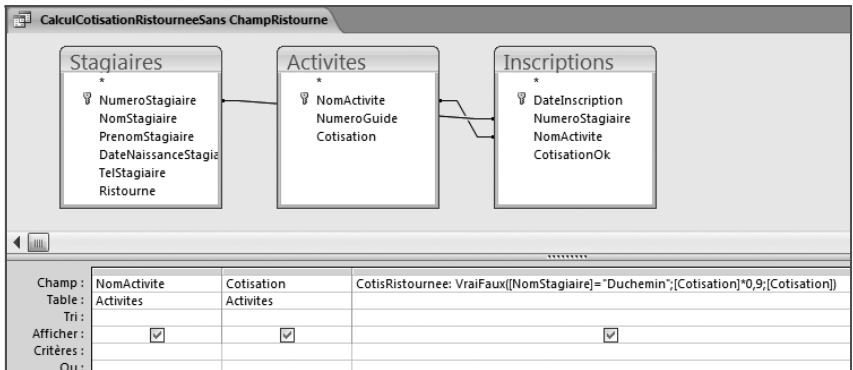 CalculCotisationRistourneeSans ChampRistourne
Stagiaires
*
NumeroStagiaire
NomStagiaire
PrenomStagiaire
DateNaissanceStagia
TelStagiaire
Ristourne
Activites
*
NomActivite
NumeroGuide
Cotisation
Inscriptions
*
DateInscription
NumeroStagiaire
NomActivite
CotisationOk
Champ : NomActivite Cotisation CotisRistournee: VraiFaux([NomStagiaire]="Duchemin";[Cotisation]*0,9;[Cotisation])
Table : Activites Activites
Tri :
Afficher :
Critères :
Ou :